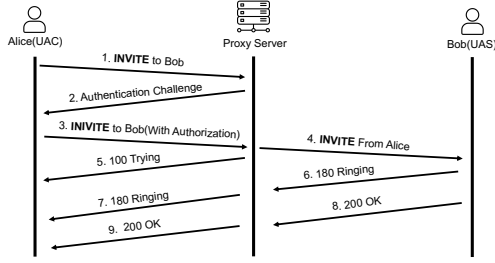 Alice(UAC)
Proxy Server
Bob(UAS)
1. INVITE to Bob
2. Authentication Challenge
3. INIVITE to Bob(With Authorization)
4. INVITE From Alice
5. 100 Trying
6. 180 Ringing
7. 180 Ringing
8. 200 OK
9. 200 OK